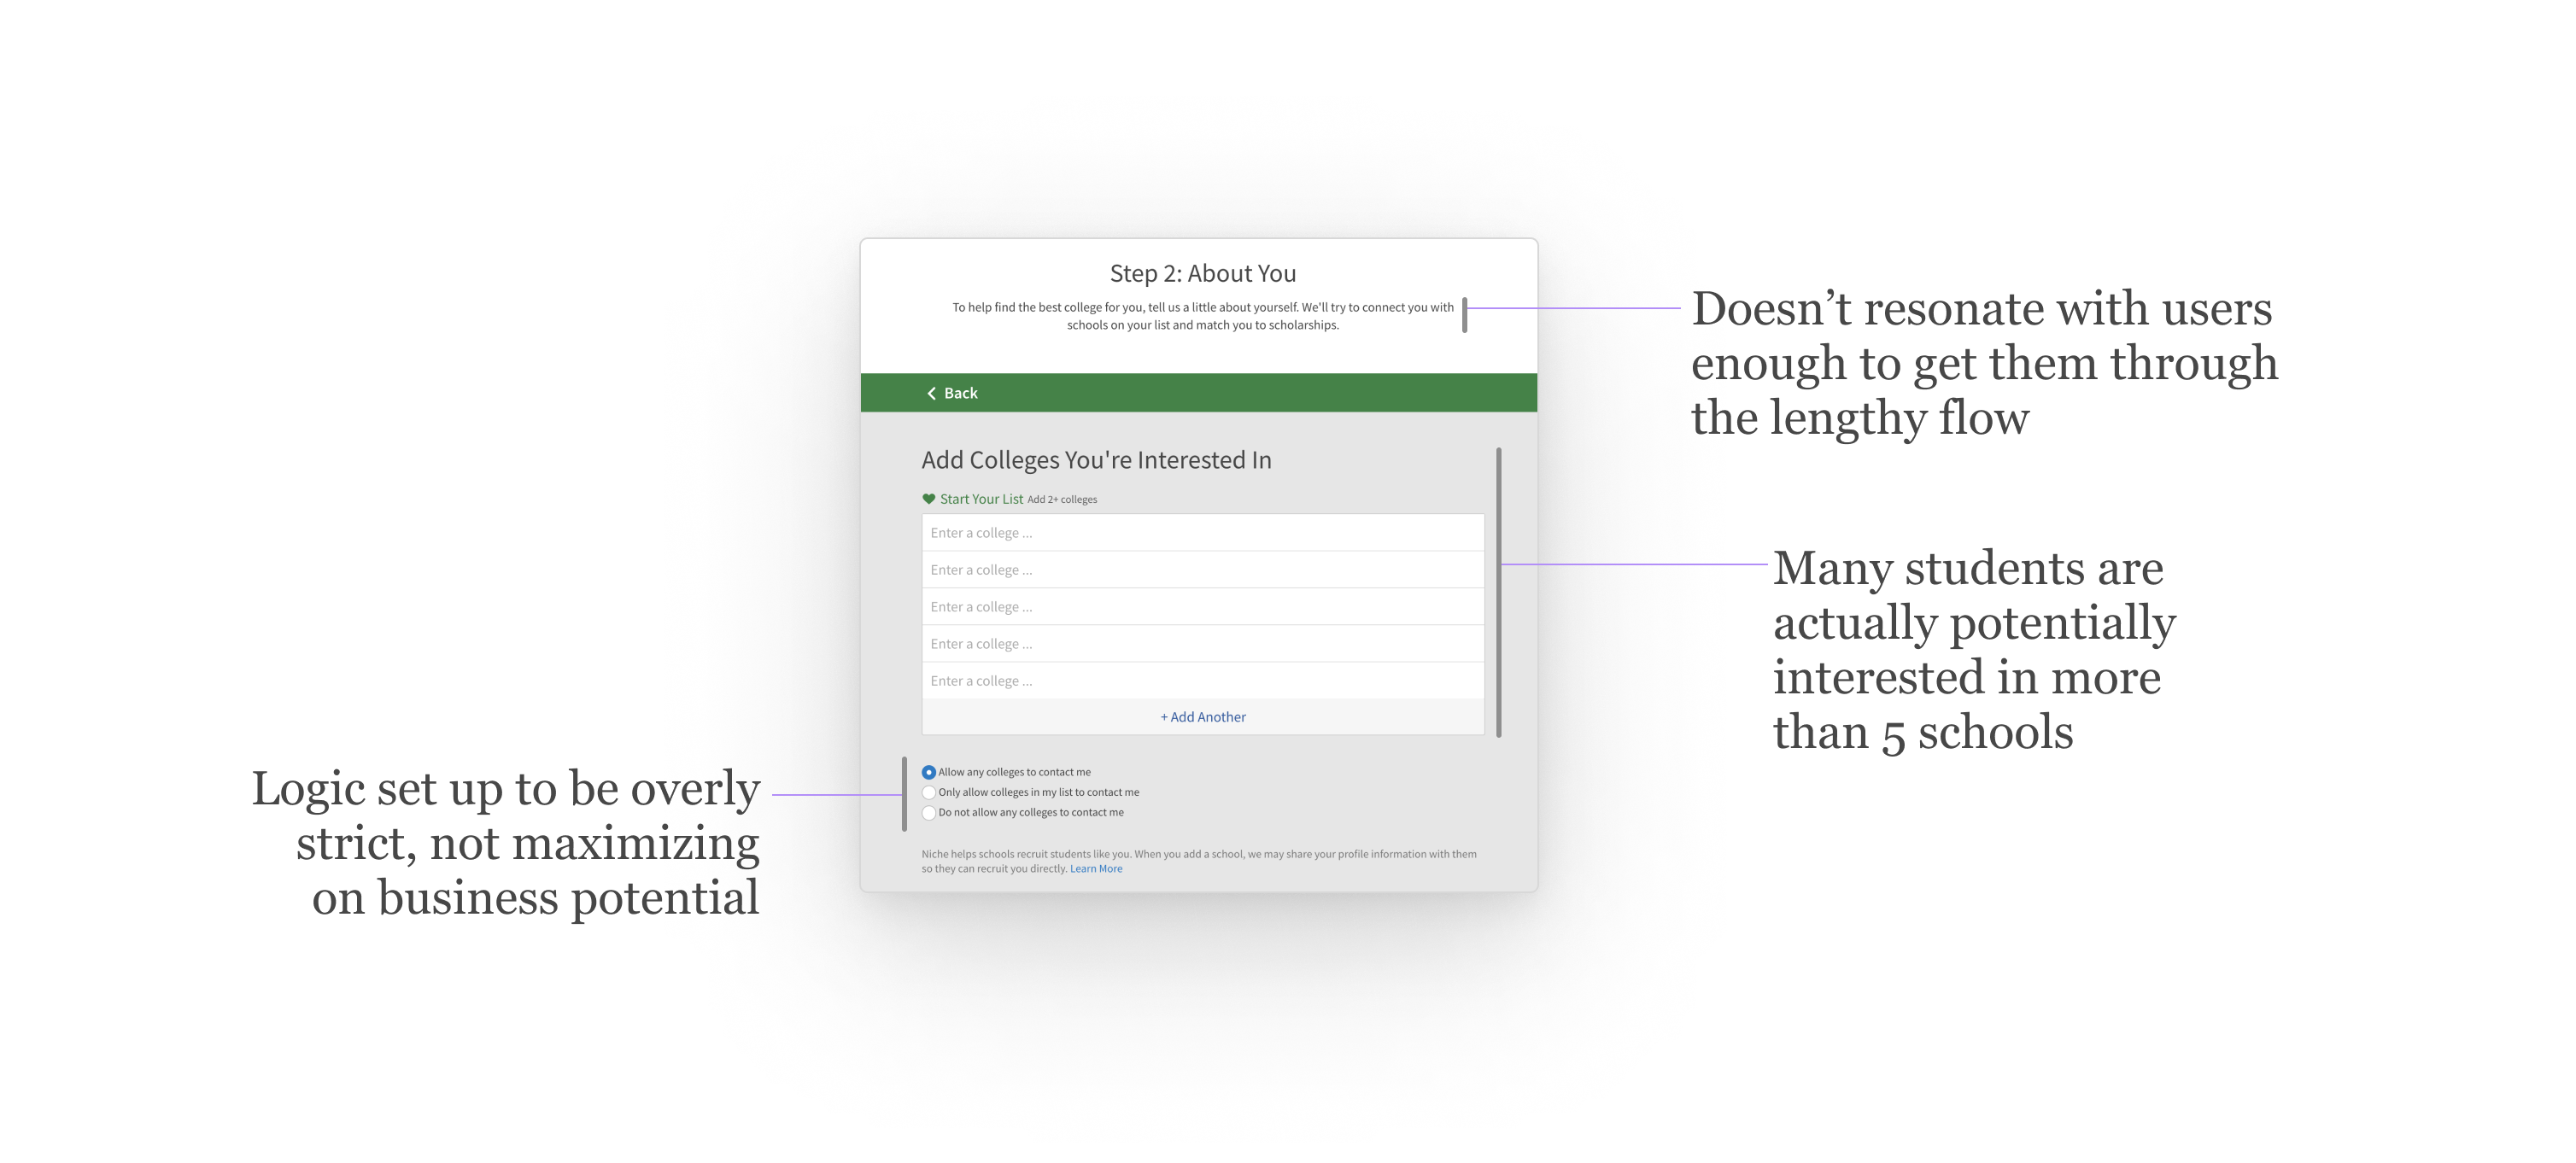 Step 2: About You
To help find the best college for you, tell us a little about yourself. We'll try to connect you with
schools on your list and match you to scholarships.
Back
Add Colleges You're Interested In
Start Your List Add 2+ colleges
Enter a college ...
Enter a college ...
Enter a college ...
Enter a college ...
Enter a college ...
+ Add Another
Allow any colleges to contact me
Only allow colleges in my list to contact me
Do not allow any colleges to contact me
Niche helps schools recruit students like you. When you add a school, we may share your profile information with them
so they can recruit you directly. Learn More
Doesn’t resonate with users
enough to get them through
the lengthy flow
Many students are
actually potentially
interested in more
than 5 schools
Logic set up to be overly
strict, not maximizing
on business potential